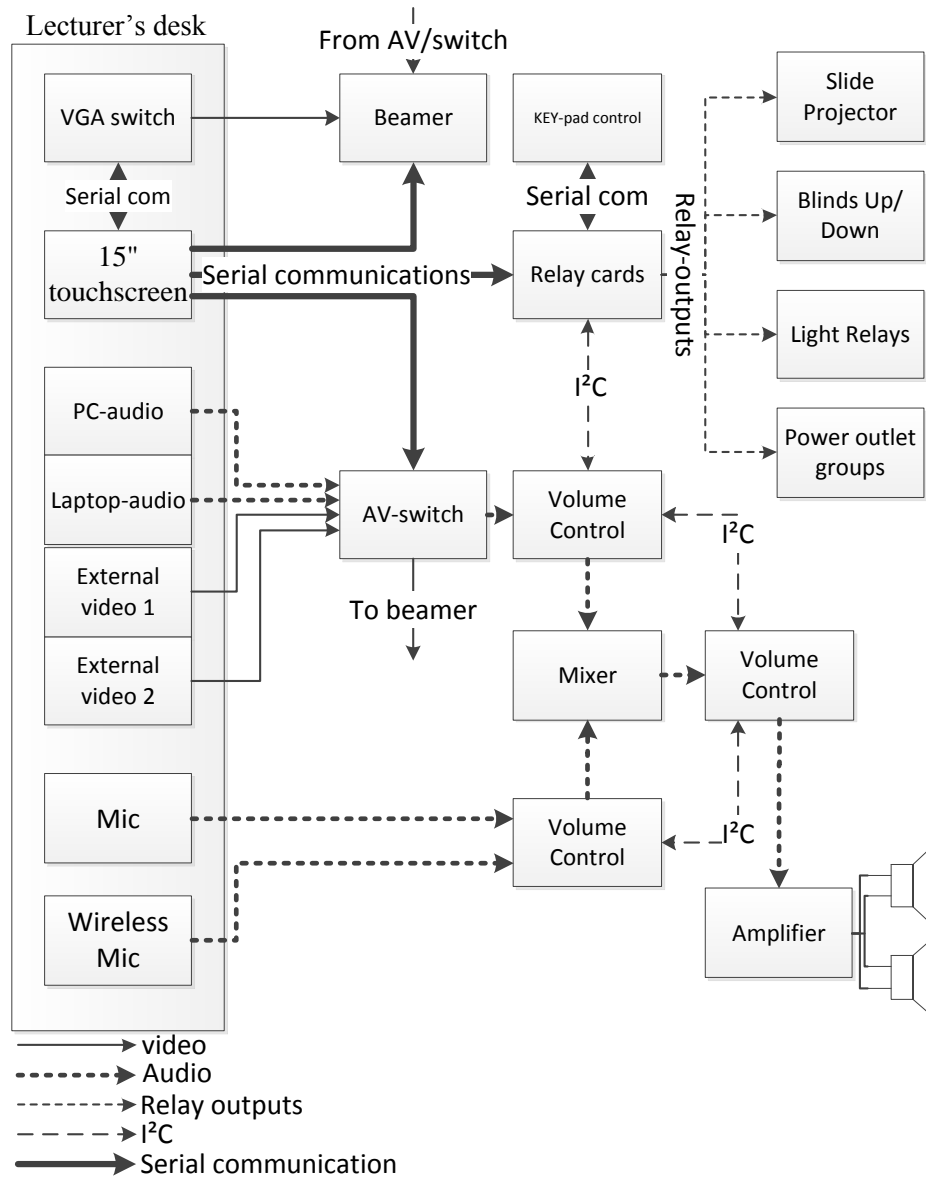 Lecturer's desk
From AV/switch
VGA switch
Beamer
KEY-pad control
Slide
Projector
Serial com
Serial com
Relay-outputs
Blinds Up/
Down
15"
touchscreen
Serial communications
Relay cards
Light Relays
I²C
PC-audio
Power outlet
groups
Laptop-audio
AV-switch
Volume
Control
I²C
External
video 1
To beamer
External
video 2
Mixer
Volume
Control
Mic
Volume
Control
I²C
Wireless
Mic
Amplifier
video
Audio
Relay outputs
I²C
Serial communication